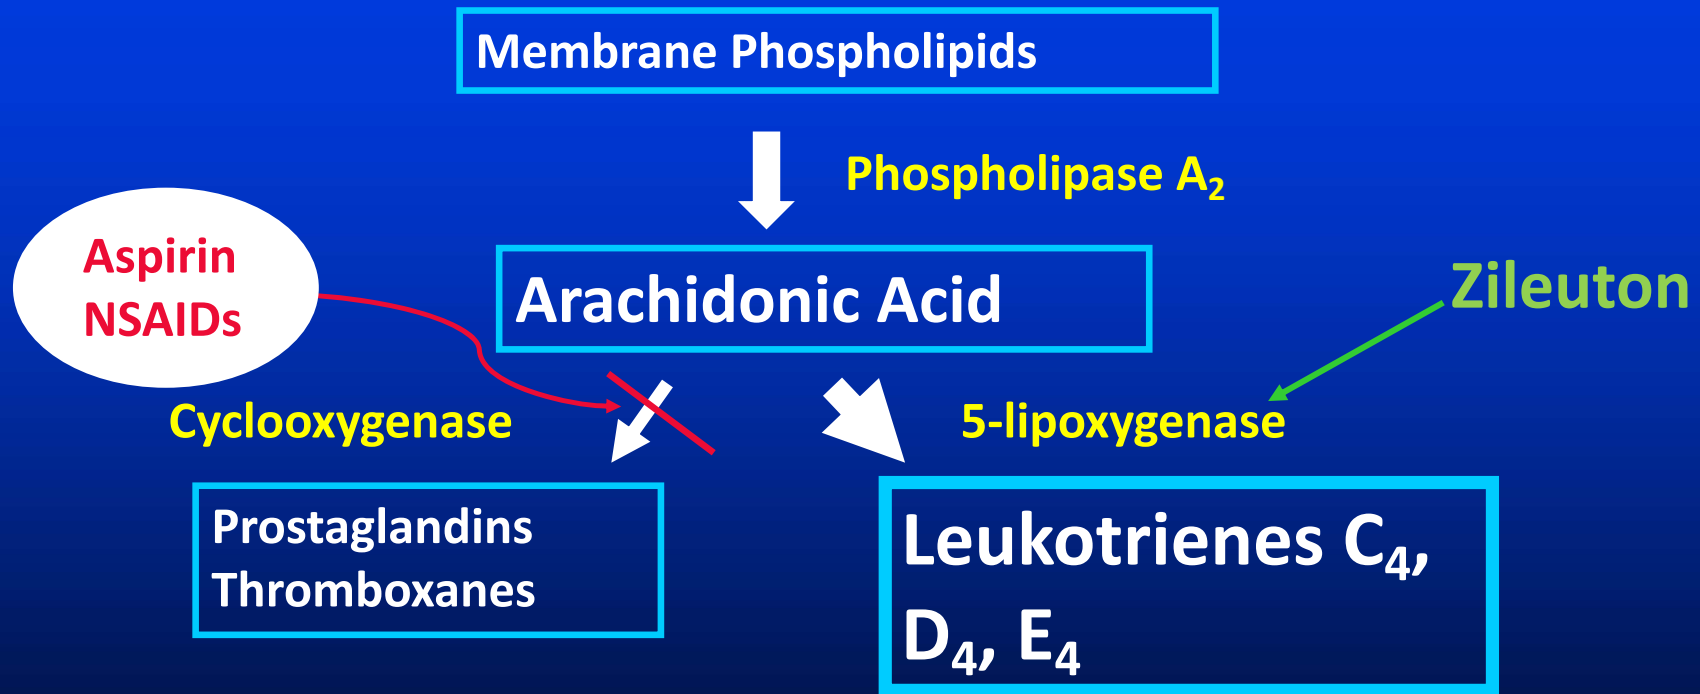 Membrane Phospholipids
Phospholipase A₂
Aspirin
NSAIDs
Arachidonic Acid
Zileuton
Cyclooxygenase
5-lipoxygenase
Prostaglandins
Thromboxanes
Leukotrienes C₄,
D₄, E₄